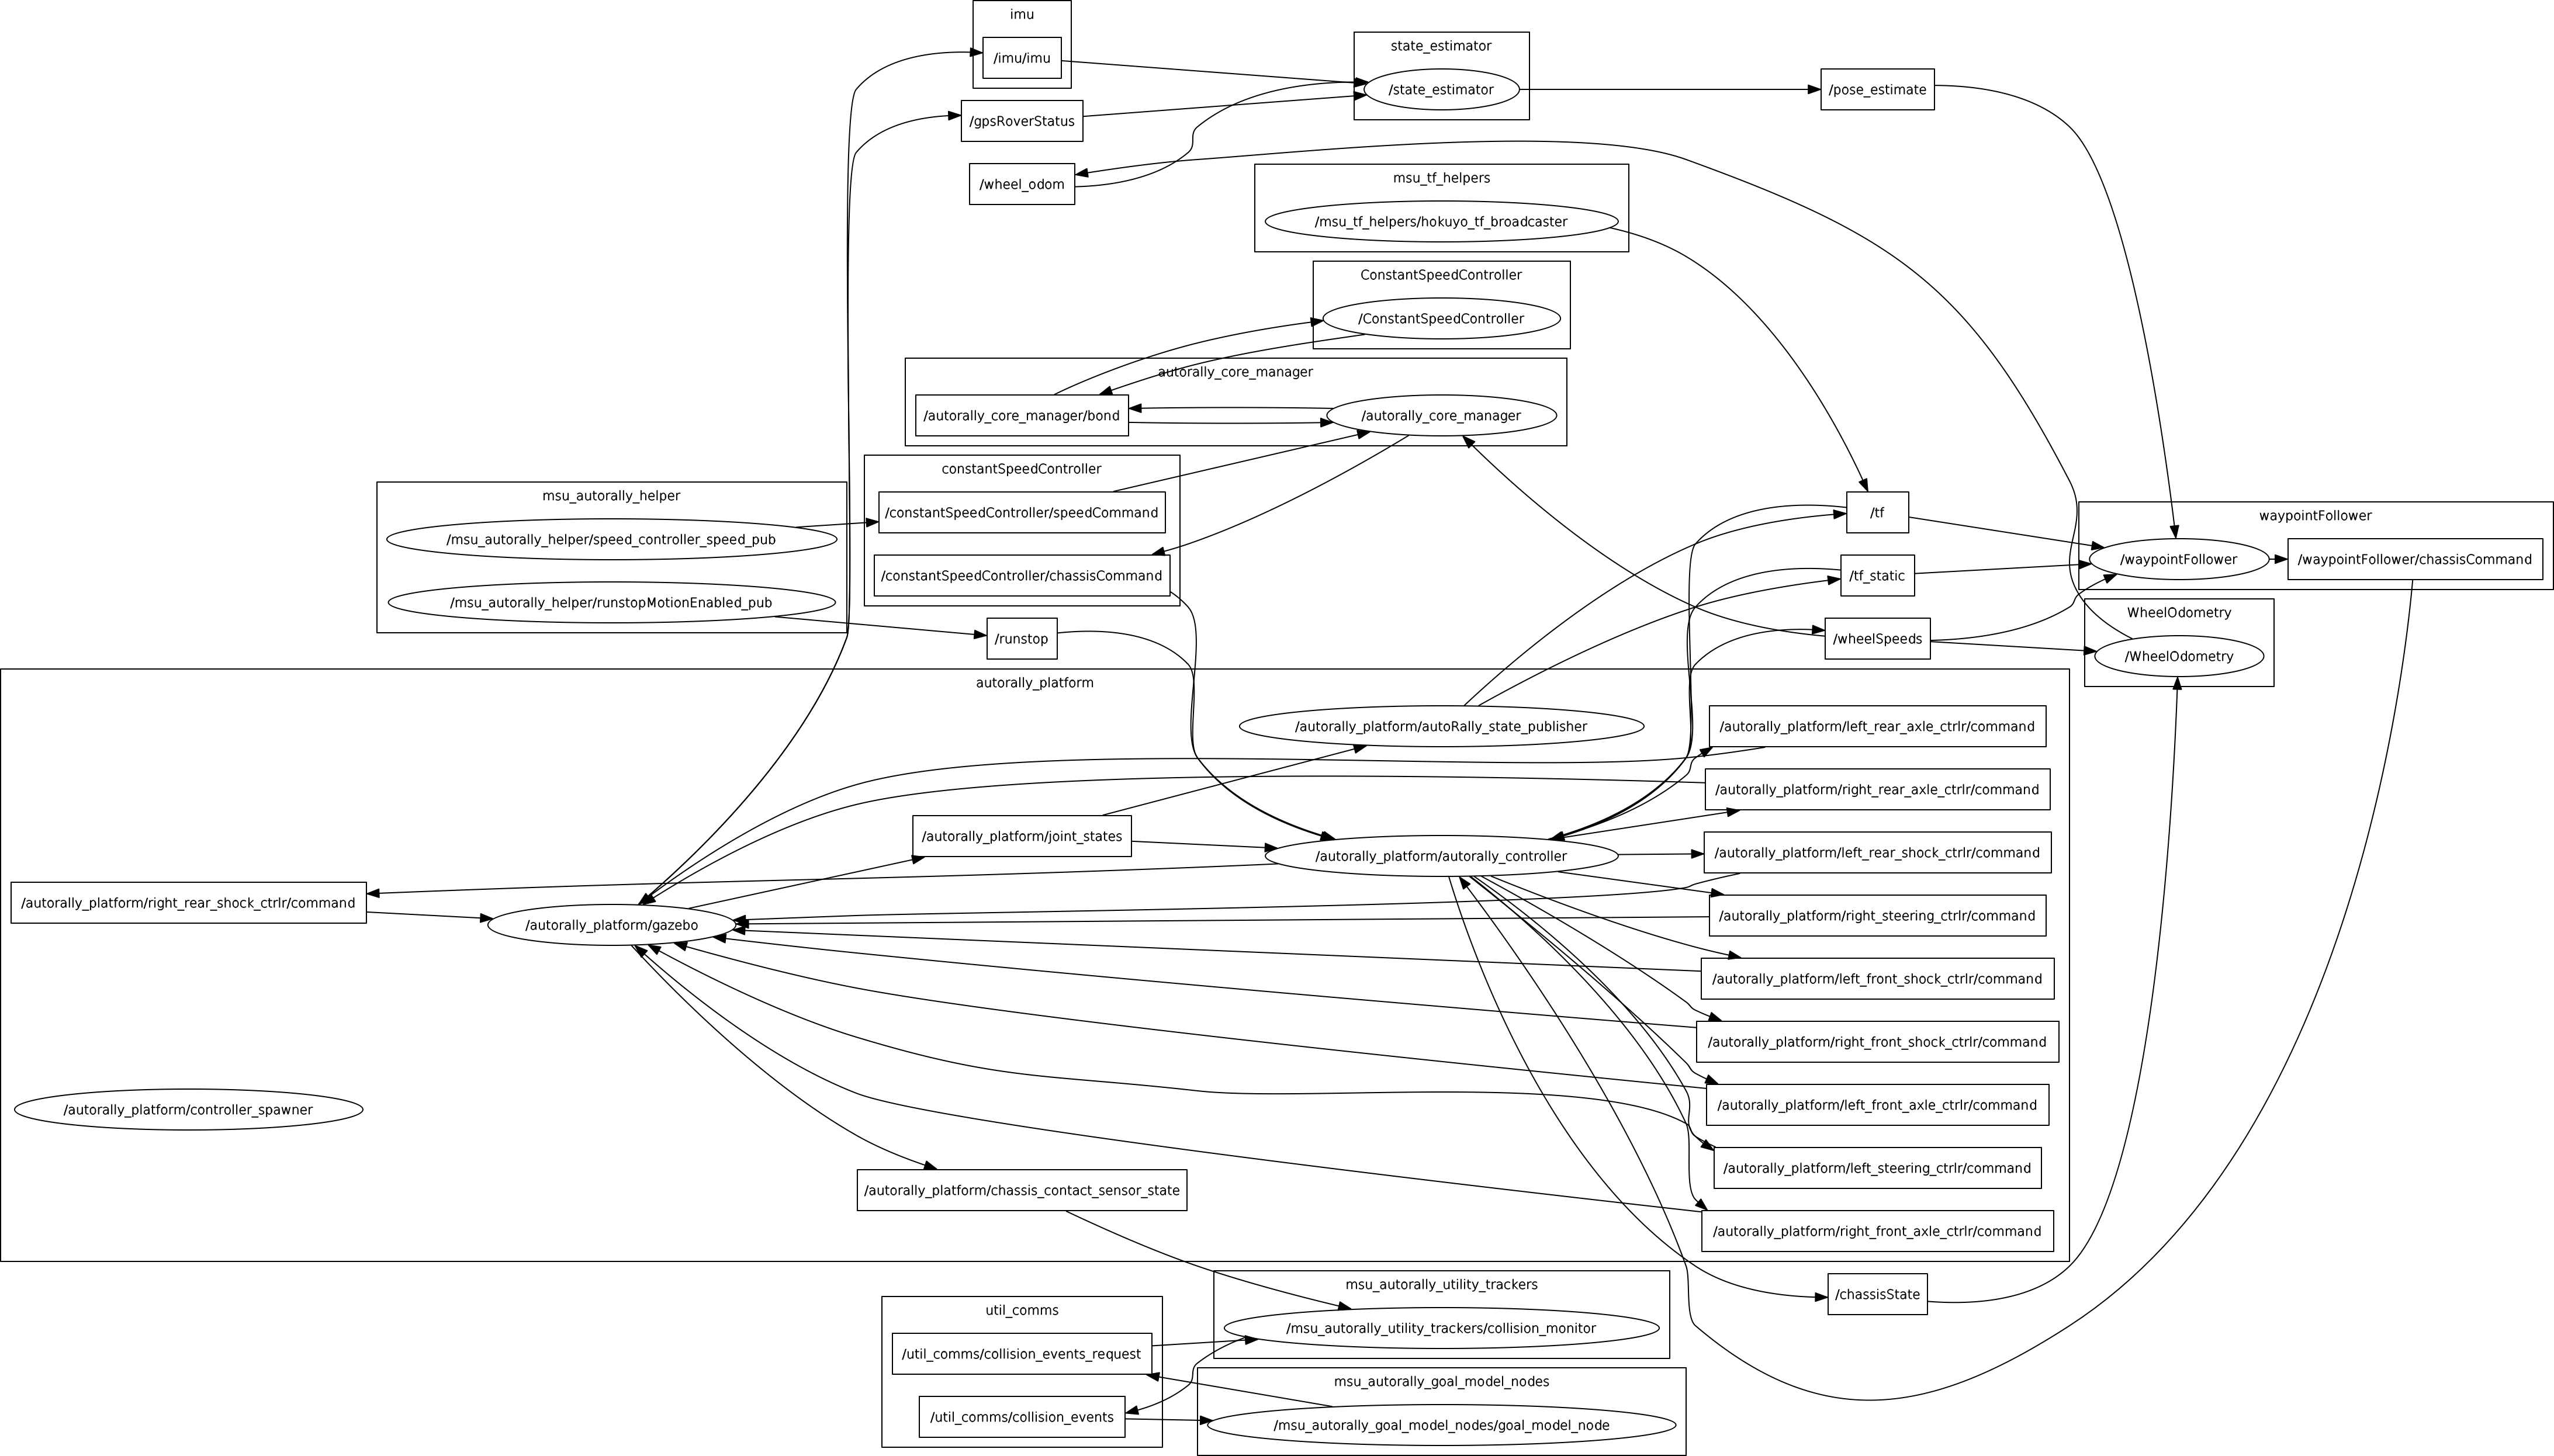 imu
/imu/imu
state_estimator
/state_estimator
/pose_estimate
/gpsRoverStatus
/wheel_odom
msu_tf_helpers
/msu_tf_helpers/hokuyo_tf_broadcaster
ConstantSpeedController
/ConstantSpeedController
autorally_core_manager
/autorally_core_manager/bond
/autorally_core_manager
constantSpeedController
/constantSpeedController/speedCommand
/constantSpeedController/chassisCommand
msu_autorally_helper
/msu_autorally_helper/speed_controller_speed_pub
/msu_autorally_helper/runstopMotionEnabled_pub
/runstop
/tf
/tf_static
/wheelSpeeds
waypointFollower
/waypointFollower
/waypointFollower/chassisCommand
WheelOdometry
/WheelOdometry
autorally_platform
/autorally_platform/autoRally_state_publisher
/autorally_platform/left_rear_axle_ctrlr/command
/autorally_platform/right_rear_axle_ctrlr/command
/autorally_platform/joint_states
/autorally_platform/autorally_controller
/autorally_platform/left_rear_shock_ctrlr/command
/autorally_platform/right_rear_shock_ctrlr/command
/autorally_platform/gazebo
/autorally_platform/right_steering_ctrlr/command
/autorally_platform/left_front_shock_ctrlr/command
/autorally_platform/right_front_shock_ctrlr/command
/autorally_platform/controller_spawner
/autorally_platform/left_front_axle_ctrlr/command
/autorally_platform/left_steering_ctrlr/command
/autorally_platform/chassis_contact_sensor_state
/autorally_platform/right_front_axle_ctrlr/command
/chassisState
msu_autorally_utility_trackers
/msu_autorally_utility_trackers/collision_monitor
util_comms
/util_comms/collision_events_request
/util_comms/collision_events
msu_autorally_goal_model_nodes
/msu_autorally_goal_model_nodes/goal_model_node